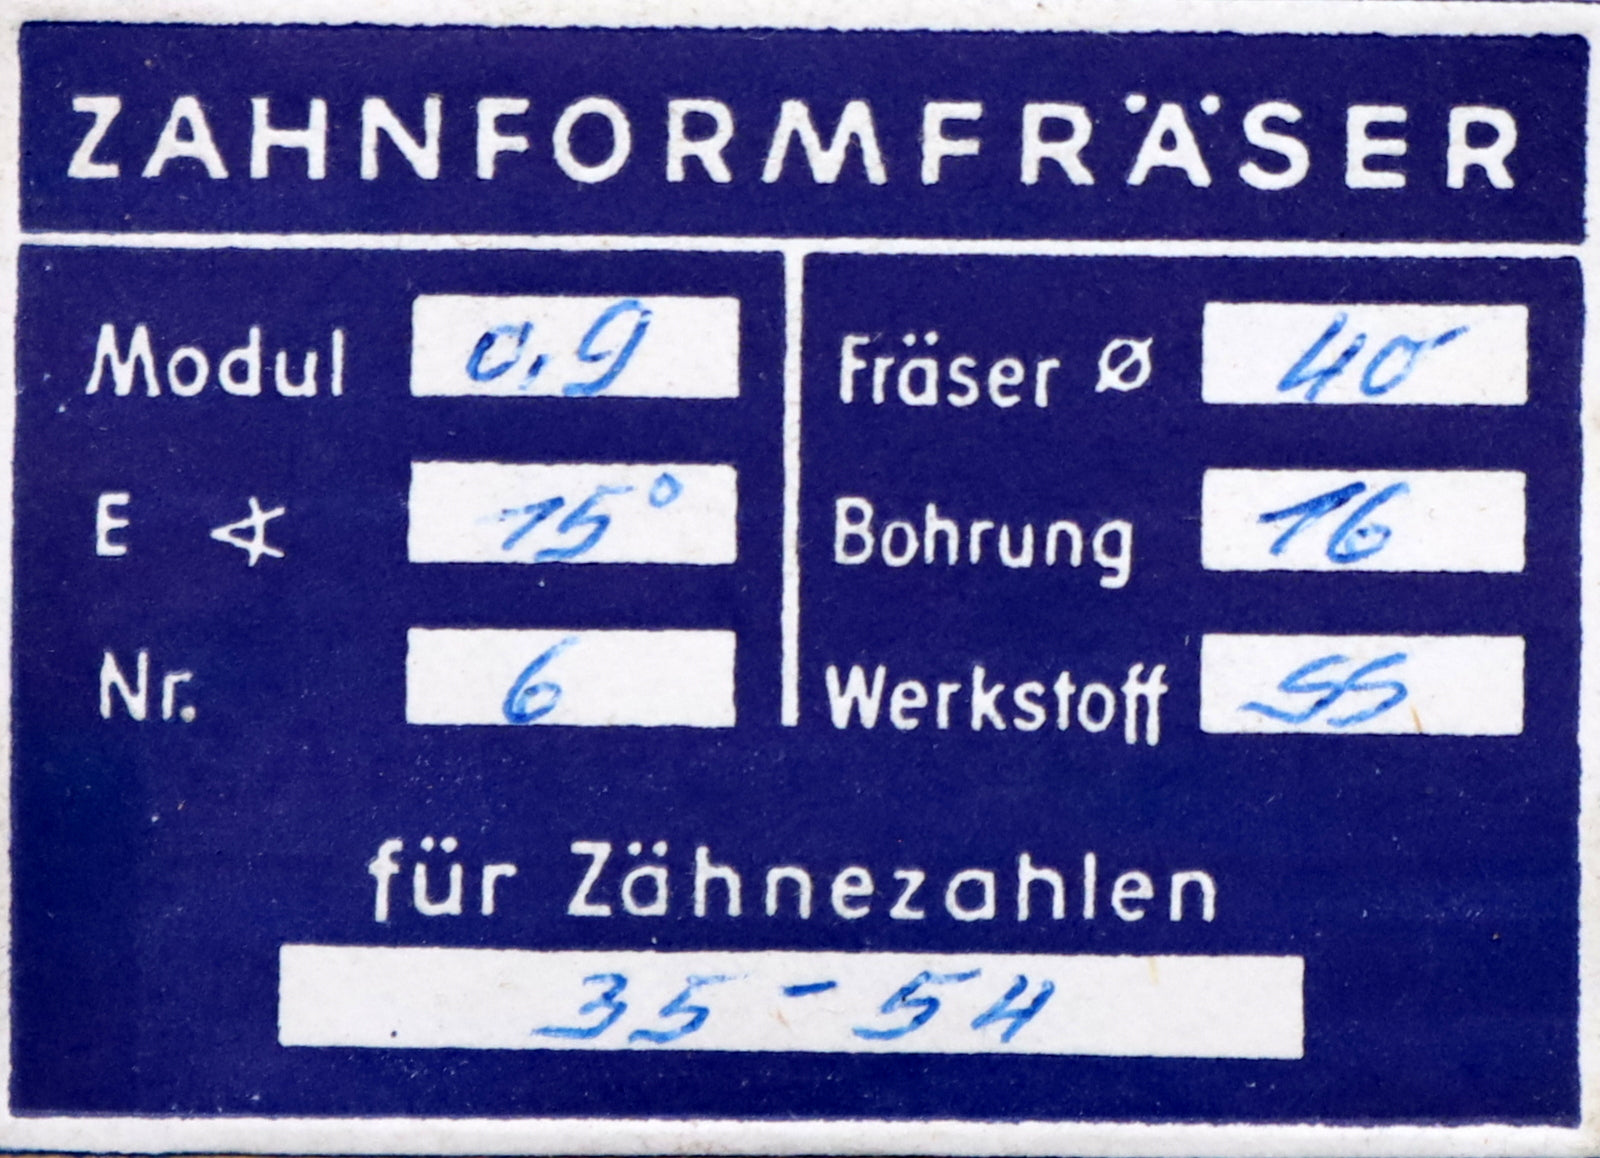 ZAHNFORMFRÄSER
Modul 0,9
E ∢ 15°
Nr. 6
Fräser Ø 40
Bohrung 16
Werkstoff SS
für Zähnezahlen
35 - 54